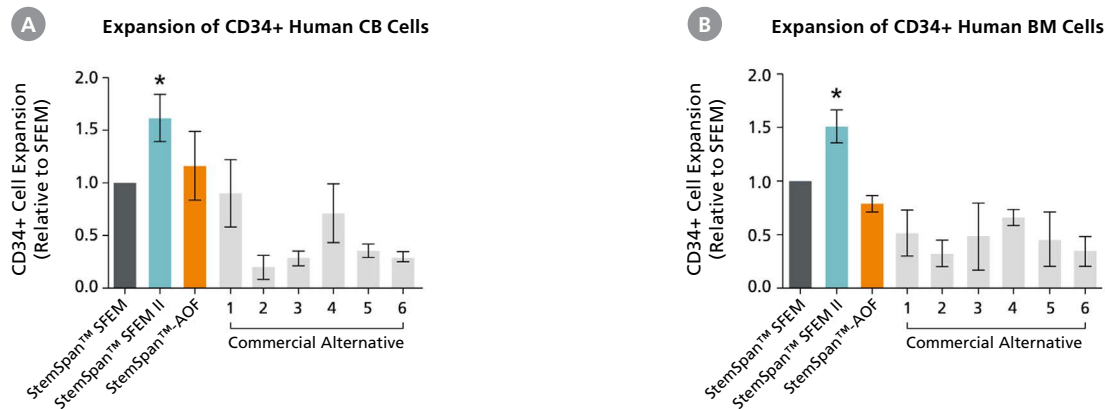 A
Expansion of CD34+ Human CB Cells
CD34+ Cell Expansion
(Relative to SFEM)
2.0
1.5
1.0
0.5
0.0
*
StemSpan™ SFEM
StemSpan™ SFEM II
StemSpan™-AOF
1 2 3 4 5 6
Commercial Alternative
B
Expansion of CD34+ Human BM Cells
CD34+ Cell Expansion
(Relative to SFEM)
2.0
1.5
1.0
0.5
0.0
*
StemSpan™ SFEM
StemSpan™ SFEM II
StemSpan™-AOF
1 2 3 4 5 6
Commercial Alternative